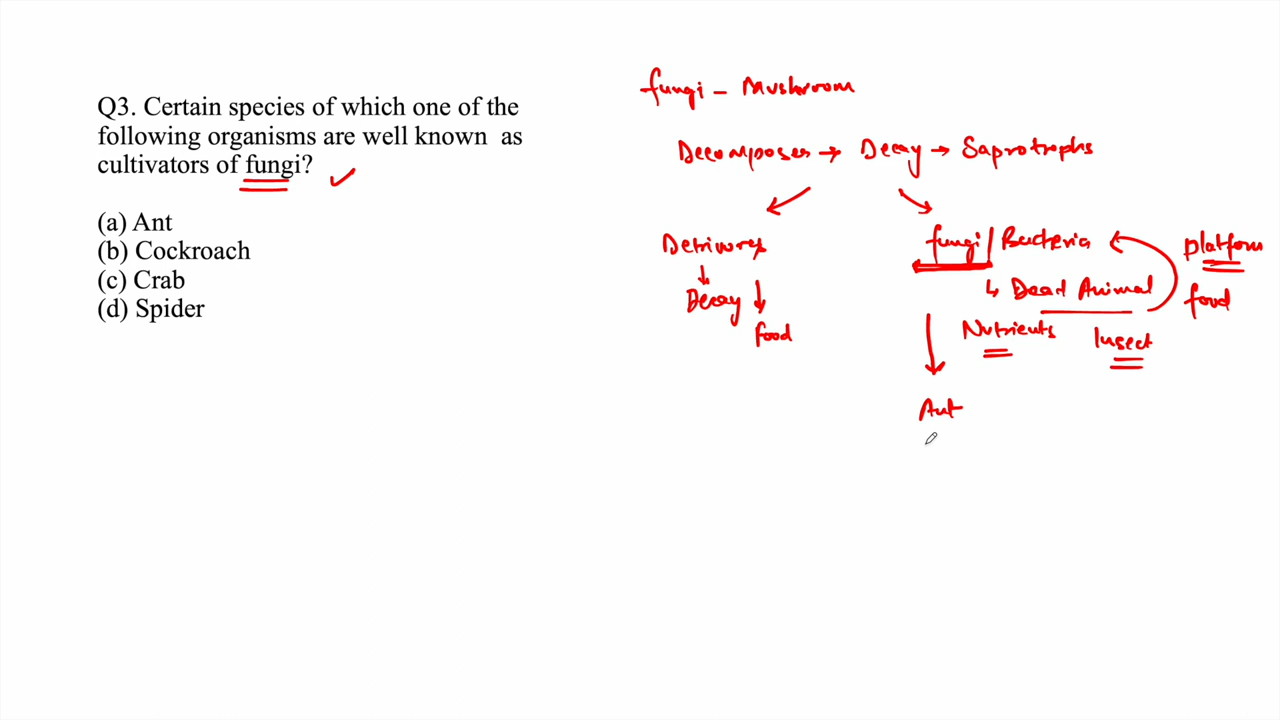 Q3. Certain species of which one of the
following organisms are well known as
cultivators of fungi?
(a) Ant
(b) Cockroach
(c) Crab
(d) Spider
fungi - Mushroom
Decomposers → Decay → Saprotrophs
Detrivores
Decay
food
fungi / Bacteria
↳ Dead Animal
Nutrients
Insect
platform
food
Ant